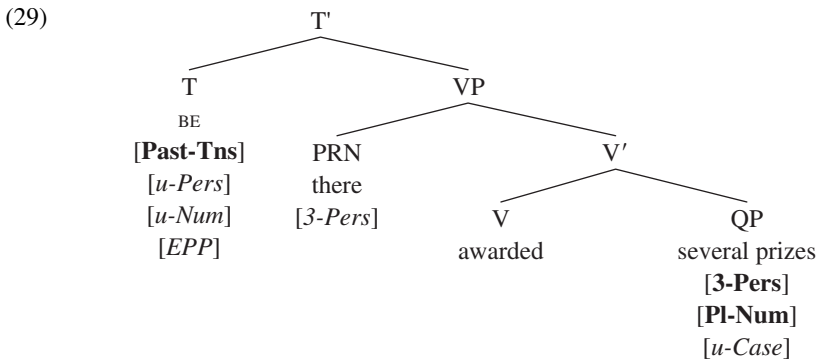 (29)
T'
T VP
BE
[Past-Tns] PRN V′
[u-Pers] there
[u-Num] [3-Pers] V QP
[EPP] awarded several prizes
[3-Pers]
[Pl-Num]
[u-Case]